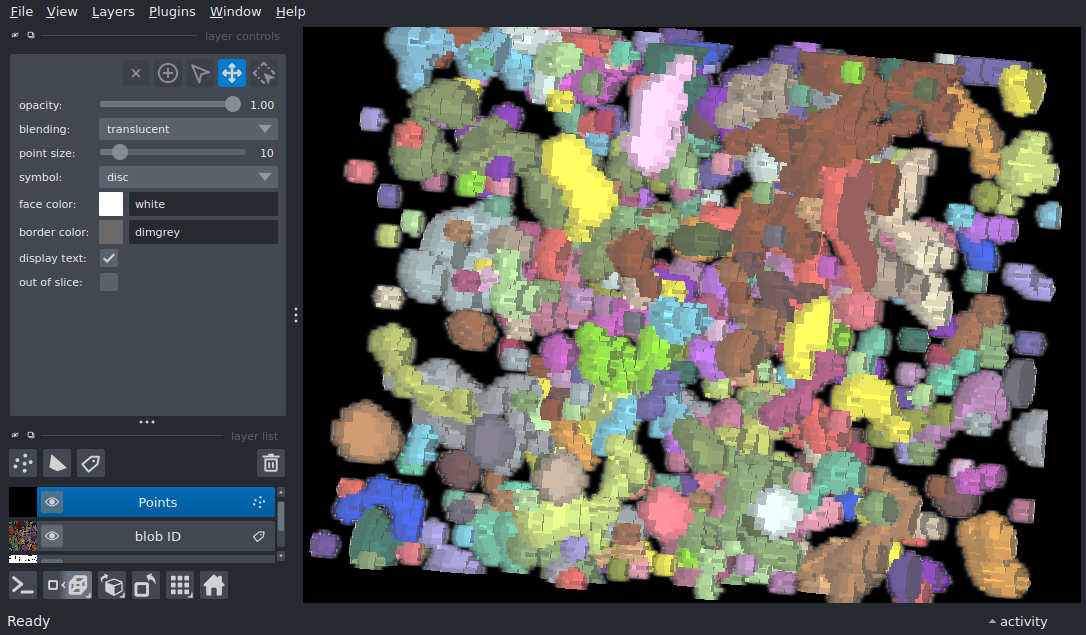 File View Layers Plugins Window Help
layer controls
opacity: 1.00
blending: translucent
point size: 10
symbol: disc
face color: white
border color: dimgrey
display text:
out of slice:
layer list
Points
blob ID
Ready activity